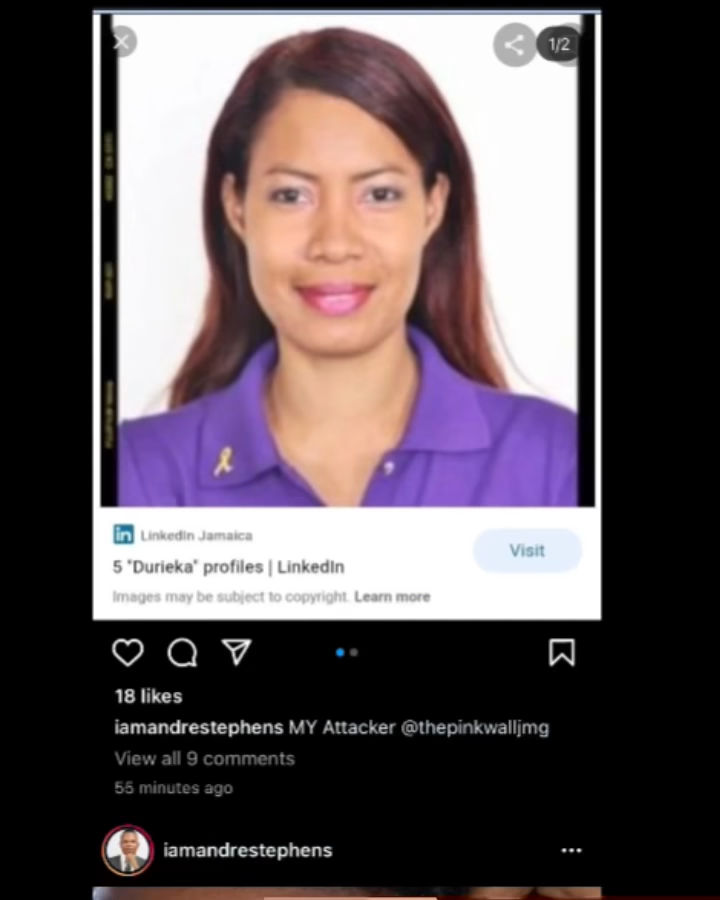 1/2
in LinkedIn Jamaica
5 "Durieka" profiles | LinkedIn
Visit
Images may be subject to copyright. Learn more
18 likes
iamandrestephens MY Attacker @thepinkwalljmg
View all 9 comments
55 minutes ago
iamandrestephens